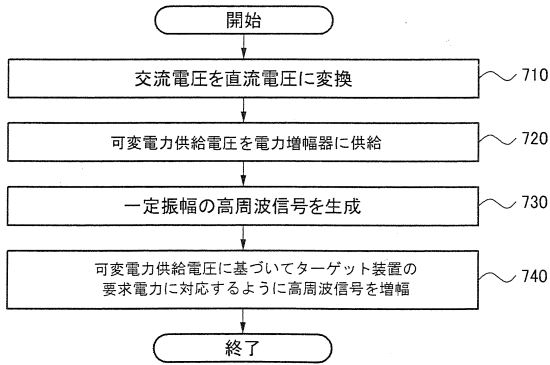 開始
交流電圧を直流電圧に変換
710
可変電力供給電圧を電力増幅器に供給
720
一定振幅の高周波信号を生成
730
可変電力供給電圧に基づいてターゲット装置の
要求電力に対応するように高周波信号を増幅
740
終了